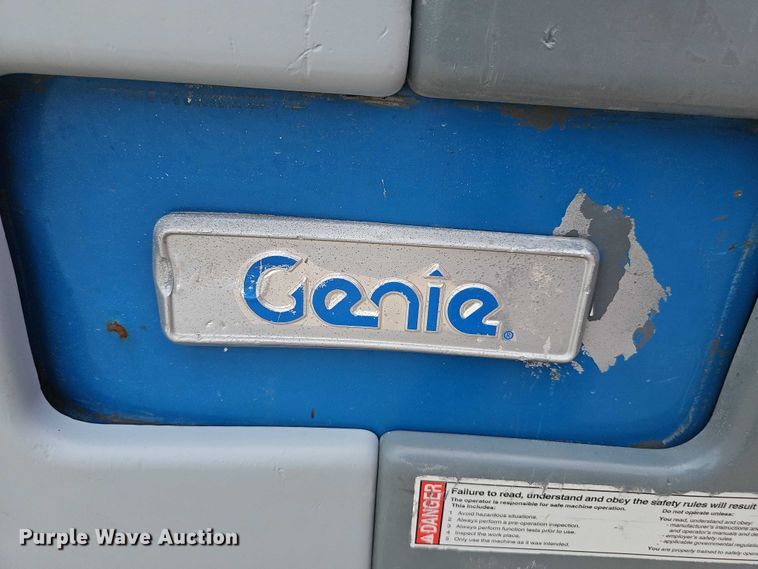 Genie®
DANGER
Failure to read, understand and obey the safety rules will result
The operator is responsible for safe machine operation.
This includes:
1 Avoid hazardous situations.
2 Always perform a pre-operation inspection.
3 Always perform function tests prior to use.
4 Inspect the work place.
5 Only use the machine as it was intended.
Do not operate unless:
You read, understand and obey:
- manufacturer's instructions and
and operator's manuals and de
- employer's safety rules
- applicable governmental regulation
You are properly trained to safely oper
Purple Wave Auction